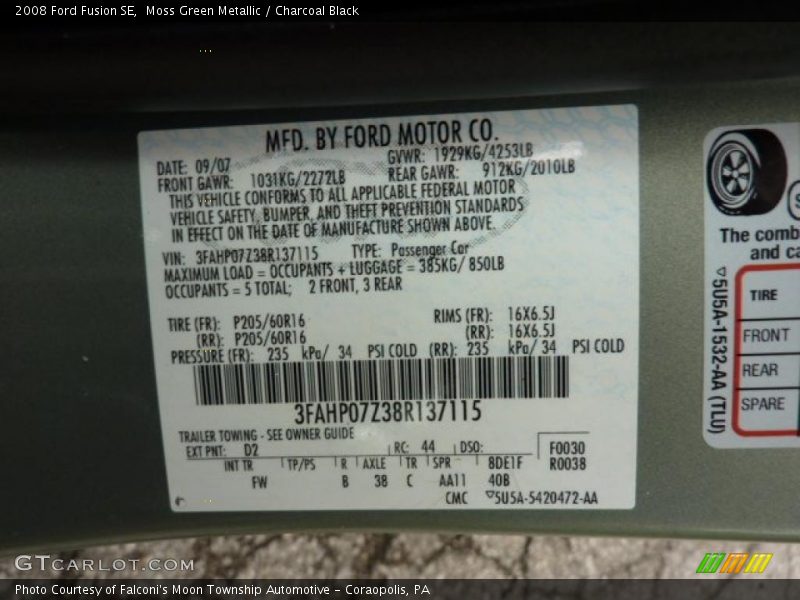 2008 Ford Fusion SE, Moss Green Metallic / Charcoal Black
MFD. BY FORD MOTOR CO.
DATE: 09/07 GVWR: 1929KG/4253LB
FRONT GAWR: 1031KG/2272LB REAR GAWR: 912KG/2010LB
THIS VEHICLE CONFORMS TO ALL APPLICABLE FEDERAL MOTOR
VEHICLE SAFETY, BUMPER, AND THEFT PREVENTION STANDARDS
IN EFFECT ON THE DATE OF MANUFACTURE SHOWN ABOVE.
VIN: 3FAHP07Z38R137115 TYPE: Passenger Car
MAXIMUM LOAD = OCCUPANTS + LUGGAGE = 385KG/ 850LB
OCCUPANTS = 5 TOTAL; 2 FRONT, 3 REAR
TIRE (FR): P205/60R16 RIMS (FR): 16X6.5J
(RR): P205/60R16 (RR): 16X6.5J
PRESSURE (FR): 235 kPa/ 34 PSI COLD (RR): 235 kPa/ 34 PSI COLD
3FAHP07Z38R137115
TRAILER TOWING - SEE OWNER GUIDE
EXT PNT: D2 RC: 44 DSO: F0030
INT TR TP/PS R AXLE TR SPR 8DE1F R0038
FW B 38 C AA11 40B
CMC ▽5U5A-5420472-AA
The comb
and ca
▽5U5A-1532-AA (TLU)
TIRE
FRONT
REAR
SPARE
GTCARLOT.COM
Photo Courtesy of Falconi's Moon Township Automotive - Coraopolis, PA